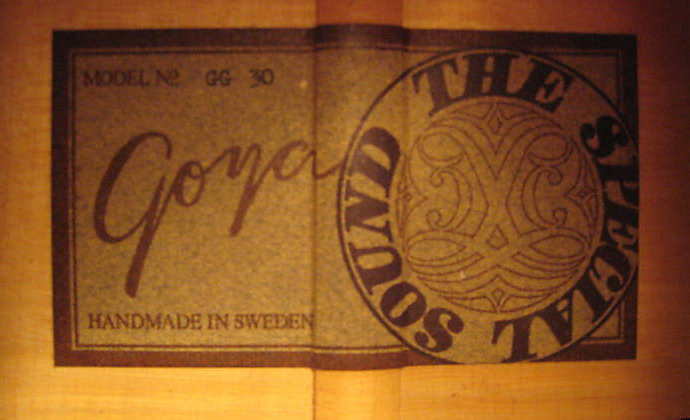 MODEL Nº GG 30
Goya
HANDMADE IN SWEDEN
THE SPECIAL SOUND